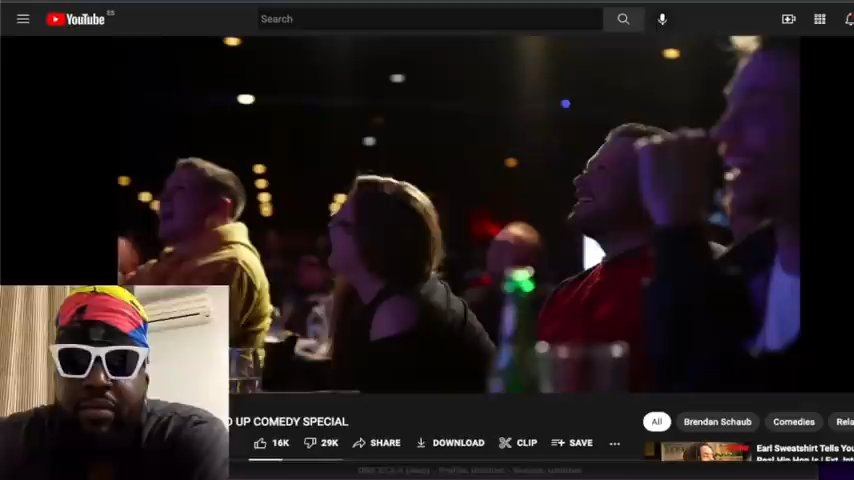 YouTube
Search
D UP COMEDY SPECIAL
All
Brendan Schaub
Comedies
Rela
16K
29K
SHARE
DOWNLOAD
CLIP
SAVE
Earl Sweatshirt Tells You